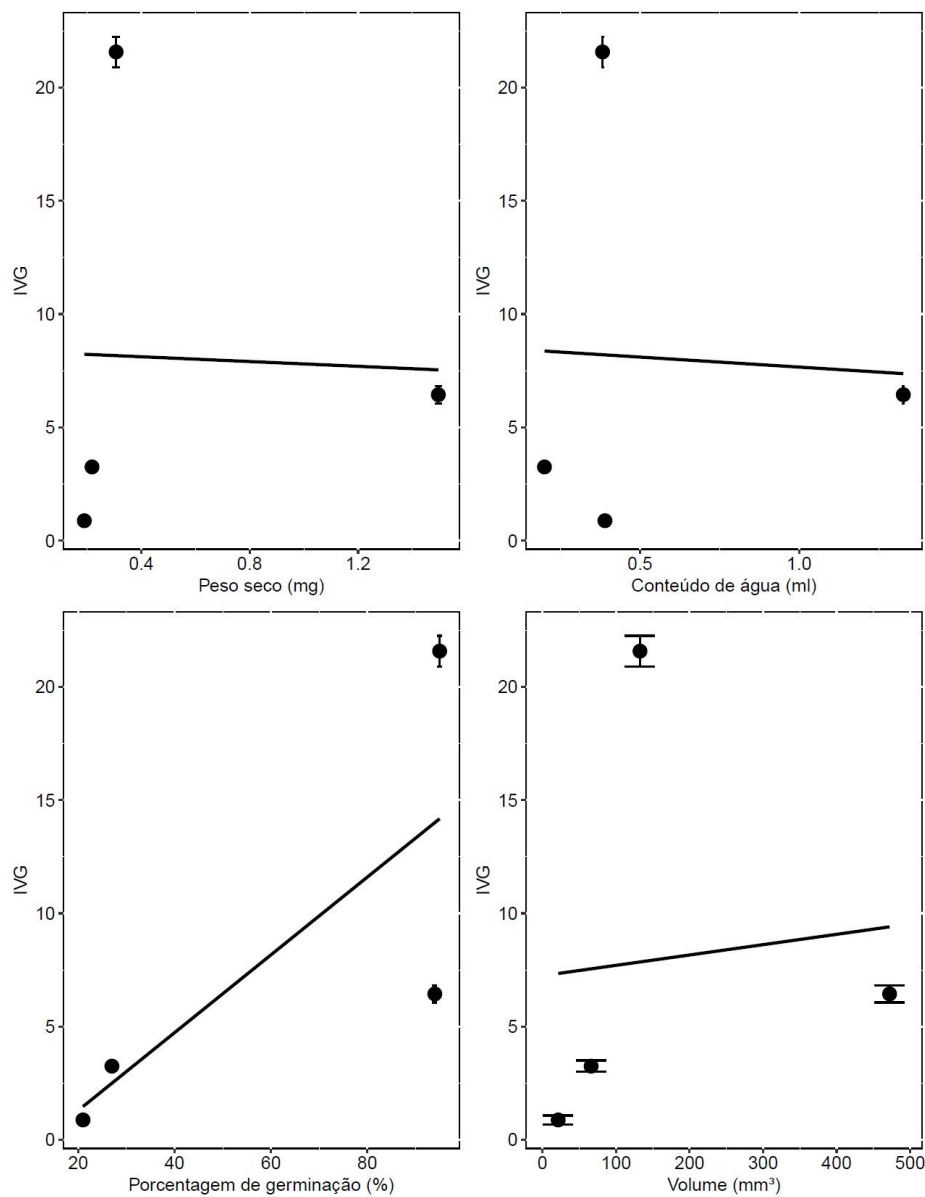 20
15
10
5
0
IVG
0.4 0.8 1.2
Peso seco (mg)
20
15
10
5
0
IVG
0.5 1.0
Conteúdo de água (ml)
20
15
10
5
0
IVG
20 40 60 80
Porcentagem de germinação (%)
20
15
10
5
0
IVG
0 100 200 300 400 500
Volume (mm³)